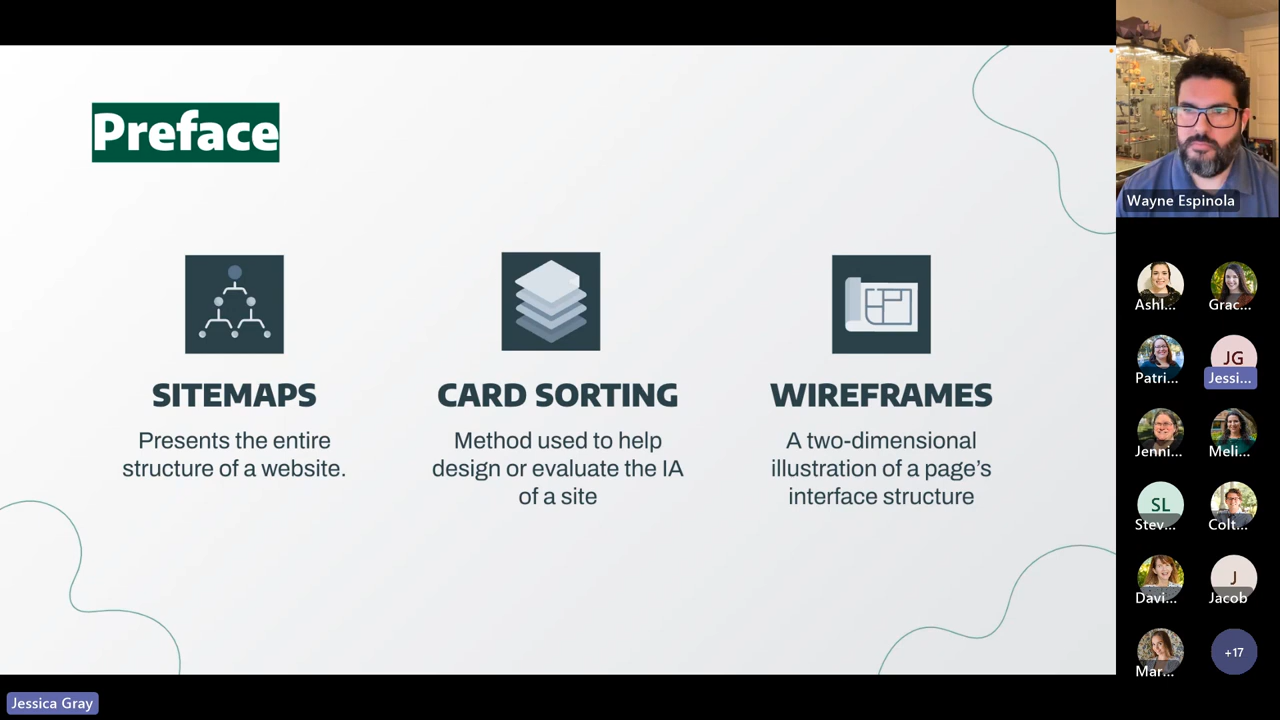 Preface
SITEMAPS
Presents the entire
structure of a website.
CARD SORTING
Method used to help
design or evaluate the IA
of a site
WIREFRAMES
A two-dimensional
illustration of a page's
interface structure
Wayne Espinola
Ashl...
Grac...
Patri...
JG
Jessi...
Jenni...
Meli...
SL
Stev...
Colt...
Davi...
J
Jacob
Mar...
+17
Jessica Gray